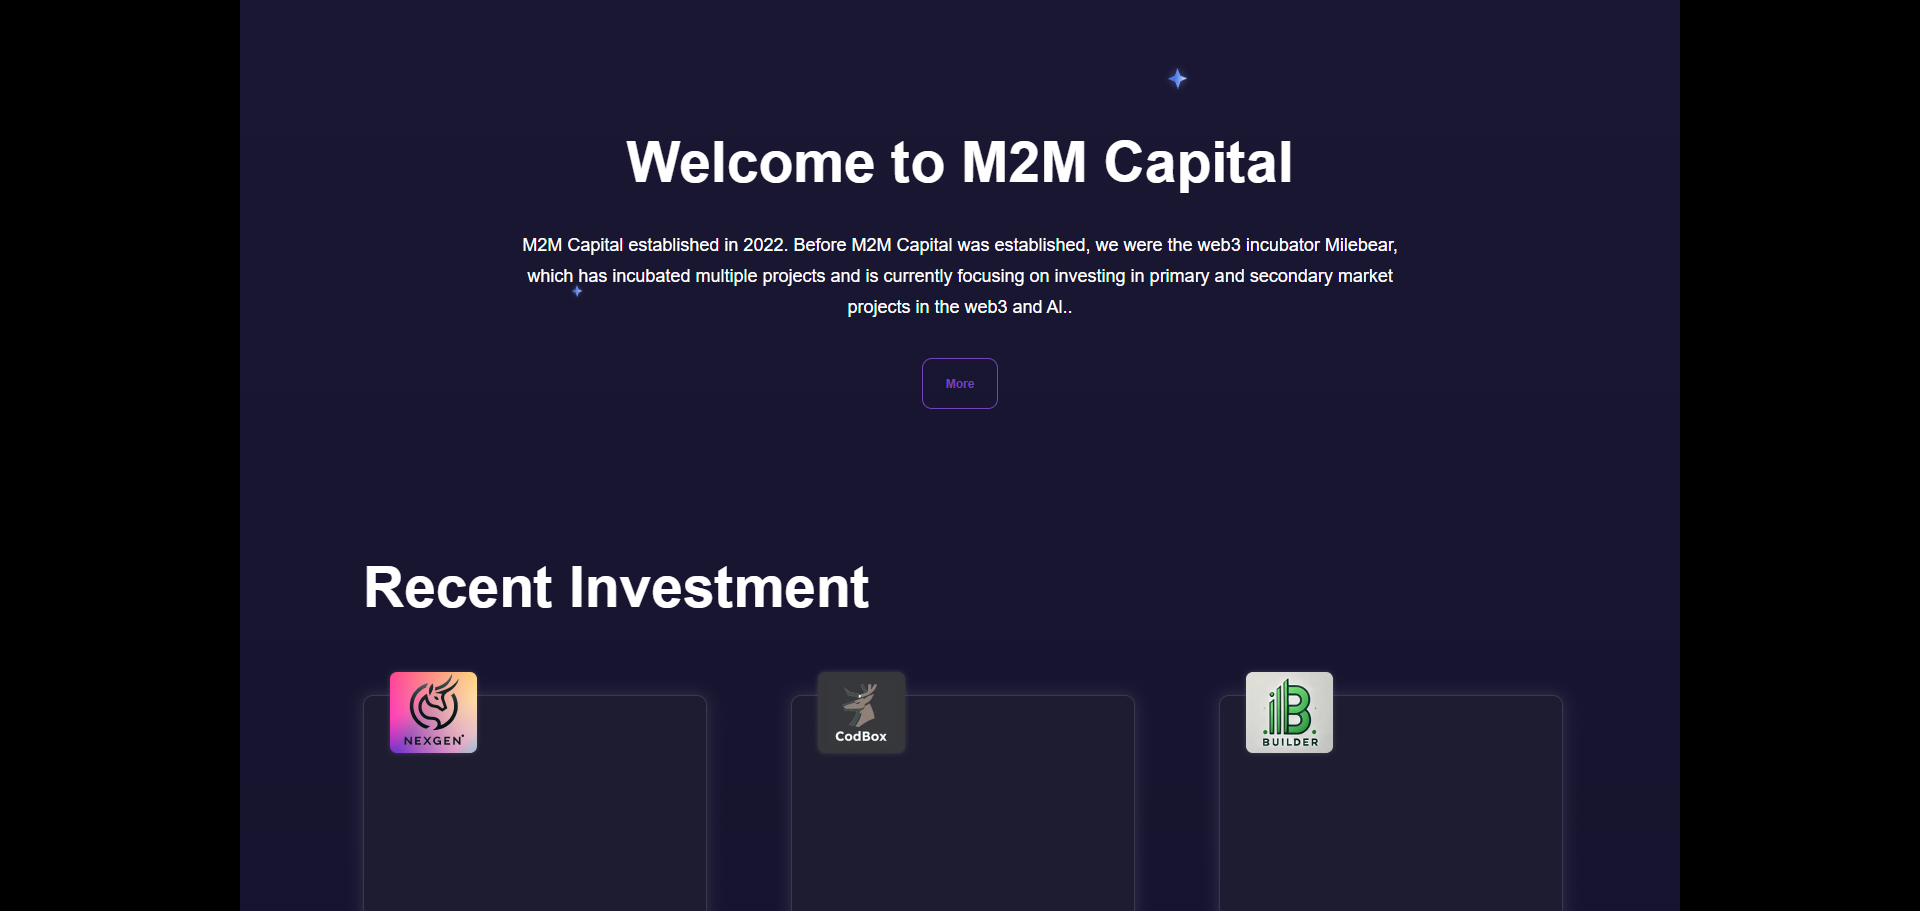 Welcome to M2M Capital
M2M Capital established in 2022. Before M2M Capital was established, we were the web3 incubator Milebear,
which has incubated multiple projects and is currently focusing on investing in primary and secondary market
projects in the web3 and AI..
More
Recent Investment
NEXGEN
CodBox
B
BUILDER